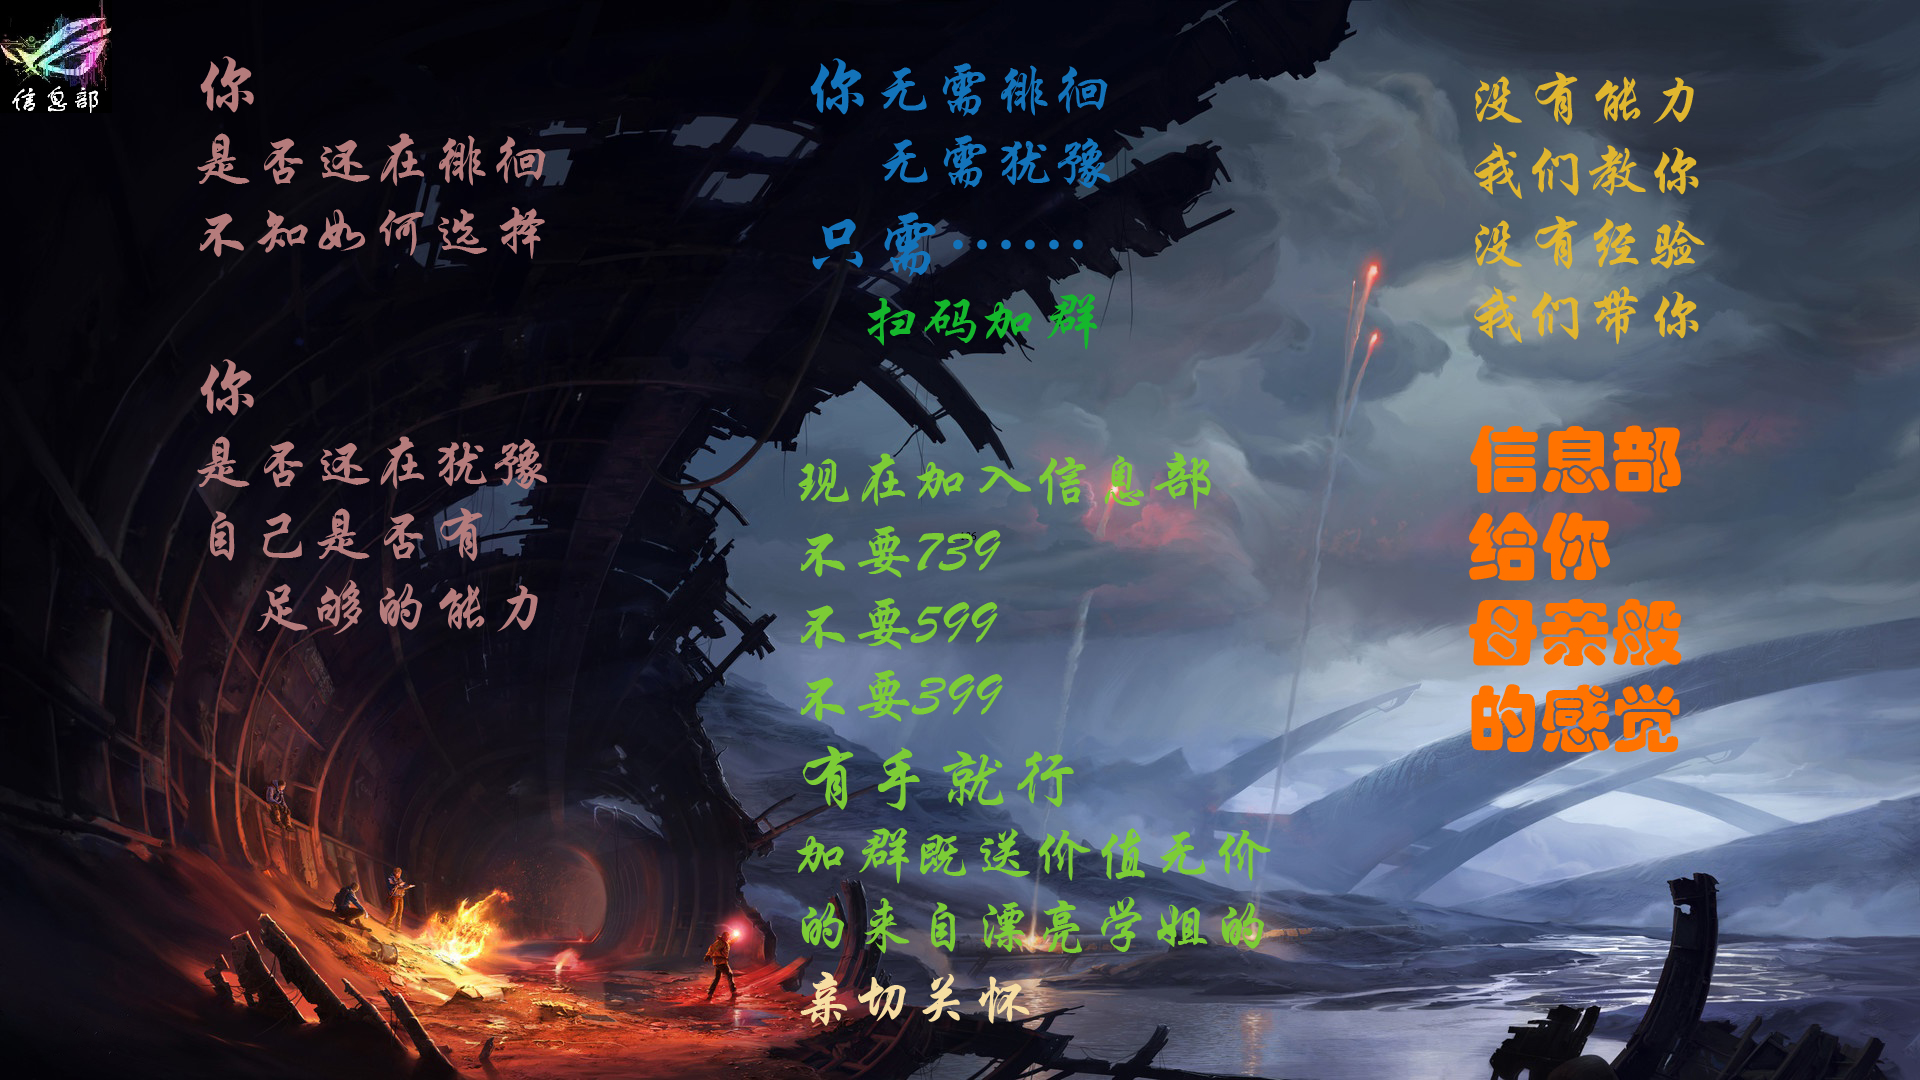 信息部
你
是否还在徘徊
不知如何选择
你
是否还在犹豫
自己是否有
足够的能力
你无需徘徊
无需犹豫
只需……
扫码加群
现在加入信息部
不要739
不要599
不要399
有手就行
加群既送价值无价
的来自漂亮学姐的
亲切关怀
没有能力
我们教你
没有经验
我们带你
信息部
给你
母亲般
的感觉